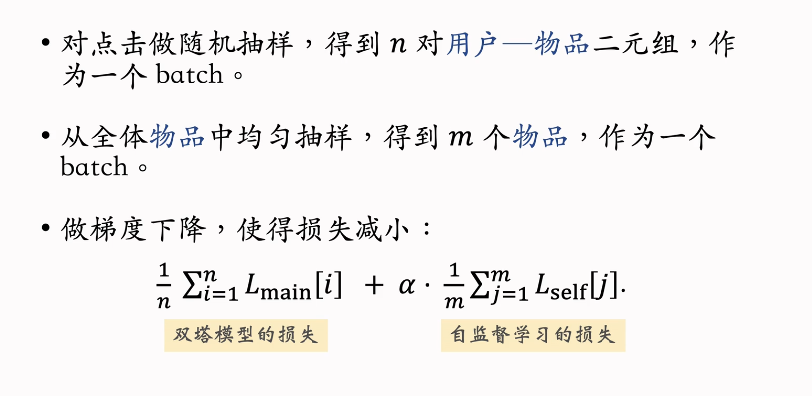 • 对点击做随机抽样，得到 n 对用户—物品二元组，作
为一个 batch。
• 从全体物品中均匀抽样，得到 m 个物品，作为一个
batch。
• 做梯度下降，使得损失减小：
1/n ∑ⁿᵢ₌₁ L_main[i] + α · 1/m ∑ᵐⱼ₌₁ L_self[j].
双塔模型的损失 自监督学习的损失